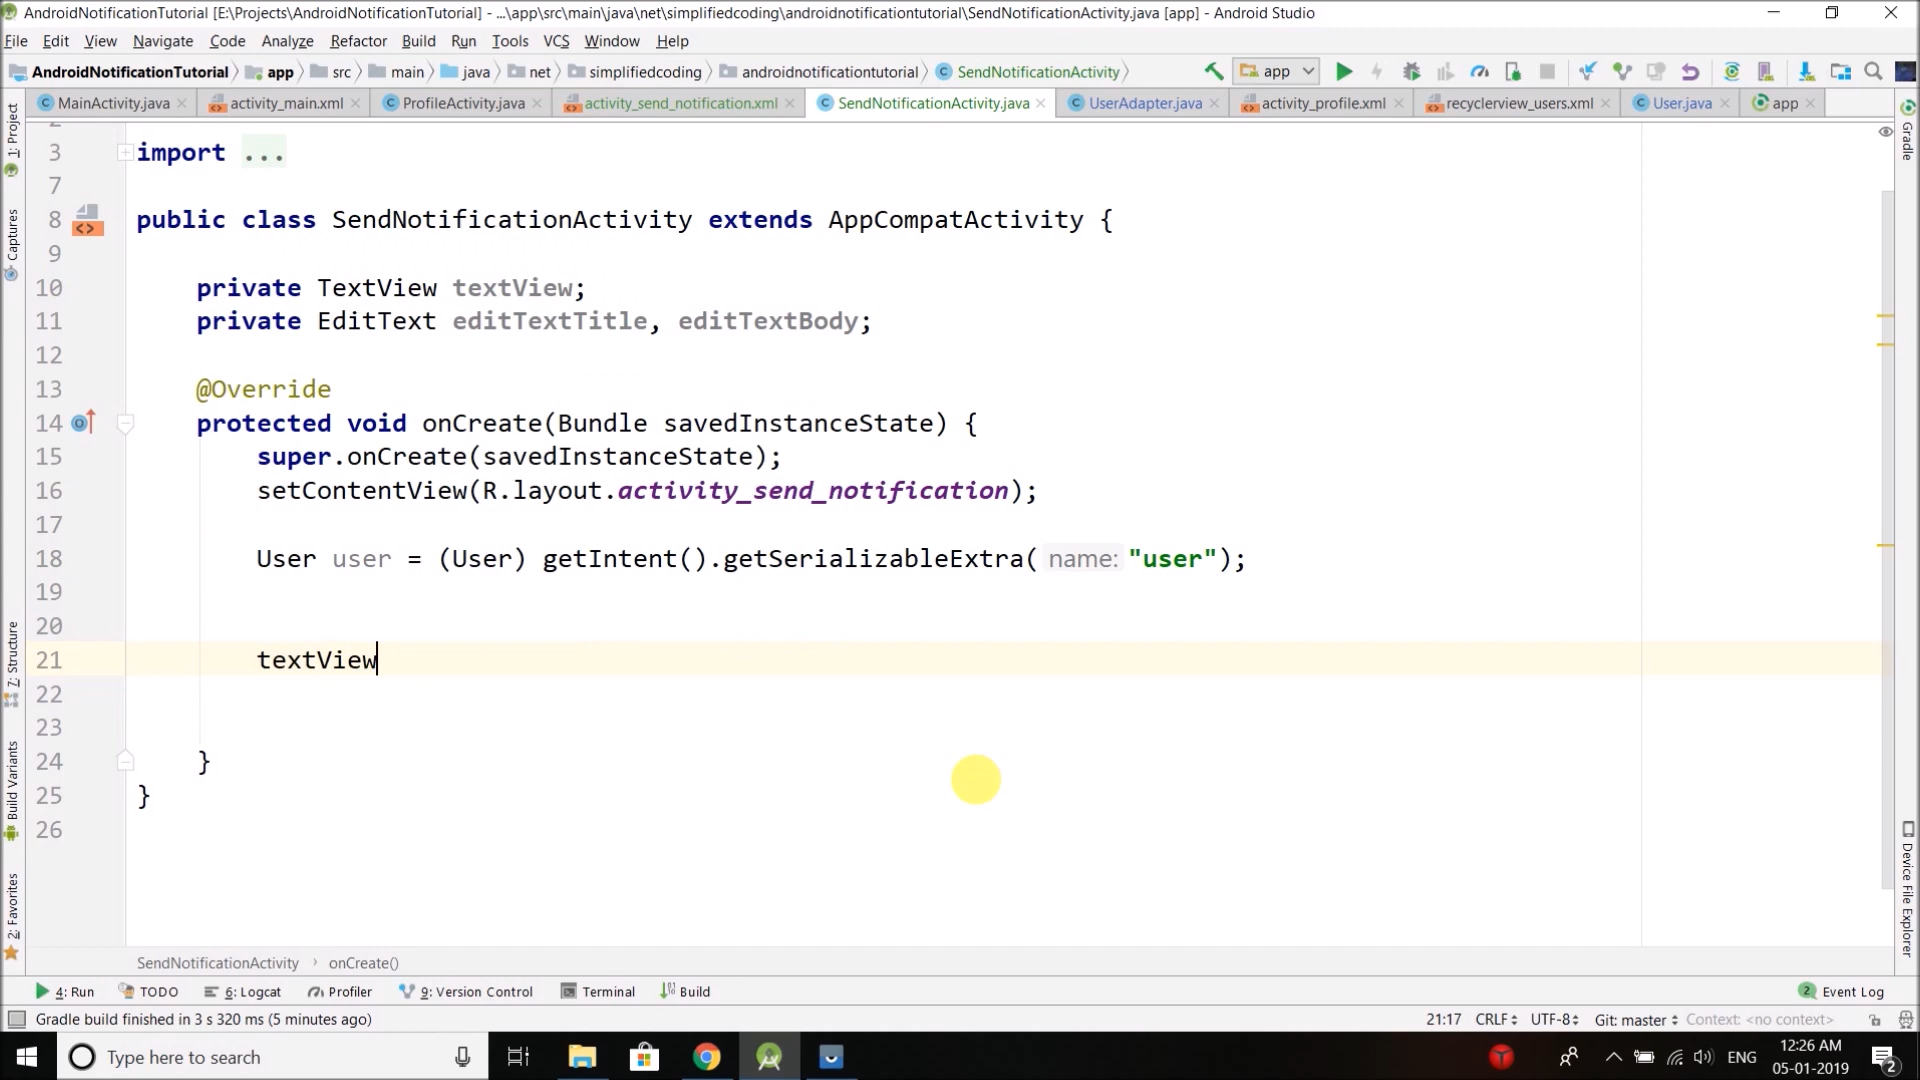 AndroidNotificationTutorial [E:\Projects\AndroidNotificationTutorial] - ...\app\src\main\java\net\simplifiedcoding\androidnotificationtutorial\SendNotificationActivity.java [app] - Android Studio
File Edit View Navigate Code Analyze Refactor Build Run Tools VCS Window Help
AndroidNotificationTutorial app src main java net simplifiedcoding androidnotificationtutorial SendNotificationActivity app
MainActivity.java activity_main.xml ProfileActivity.java activity_send_notification.xml SendNotificationActivity.java UserAdapter.java activity_profile.xml recyclerview_users.xml User.java app
1: Project
Captures
7: Structure
Build Variants
2: Favorites
3 import ...
7
8 public class SendNotificationActivity extends AppCompatActivity {
9
10 private TextView textView;
11 private EditText editTextTitle, editTextBody;
12
13 @Override
14 protected void onCreate(Bundle savedInstanceState) {
15 super.onCreate(savedInstanceState);
16 setContentView(R.layout.activity_send_notification);
17
18 User user = (User) getIntent().getSerializableExtra( name: "user");
19
20
21 textView
22
23
24 }
25 }
26
Gradle
Device File Explorer
SendNotificationActivity › onCreate()
4: Run TODO 6: Logcat Profiler 9: Version Control Terminal Build 2 Event Log
Gradle build finished in 3 s 320 ms (5 minutes ago) 21:17 CRLF UTF-8 Git: master Context: <no context>
Type here to search ENG 12:26 AM
05-01-2019 2